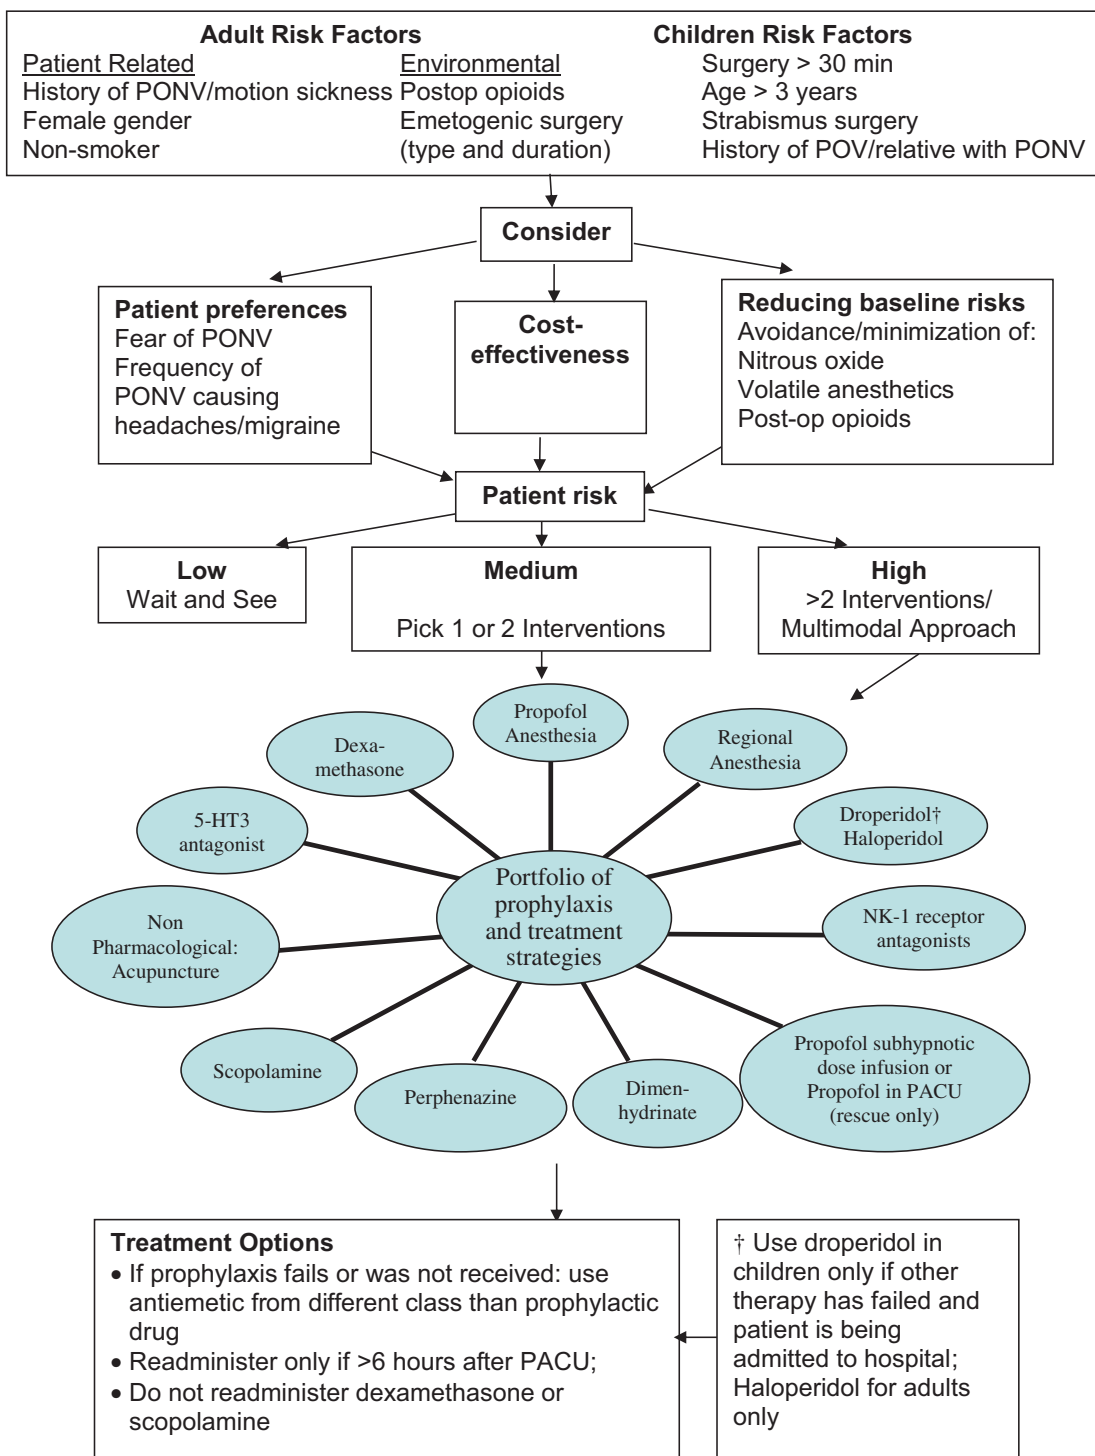 Adult Risk Factors
Patient Related
History of PONV/motion sickness
Female gender
Non-smoker
Environmental
Postop opioids
Emetogenic surgery
(type and duration)
Children Risk Factors
Surgery > 30 min
Age > 3 years
Strabismus surgery
History of POV/relative with PONV
Consider
Patient preferences
Fear of PONV
Frequency of
PONV causing
headaches/migraine
Cost-
effectiveness
Reducing baseline risks
Avoidance/minimization of:
Nitrous oxide
Volatile anesthetics
Post-op opioids
Patient risk
Low
Wait and See
Medium
Pick 1 or 2 Interventions
High
>2 Interventions/
Multimodal Approach
Propofol
Anesthesia
Dexa-
methasone
Regional
Anesthesia
5-HT3
antagonist
Droperidol†
Haloperidol
Portfolio of
prophylaxis
and treatment
strategies
Non
Pharmacological:
Acupuncture
NK-1 receptor
antagonists
Scopolamine
Perphenazine
Dimen-
hydrinate
Propofol subhypnotic
dose infusion or
Propofol in PACU
(rescue only)
Treatment Options
• If prophylaxis fails or was not received: use
antiemetic from different class than prophylactic
drug
• Readminister only if >6 hours after PACU;
• Do not readminister dexamethasone or
scopolamine
† Use droperidol in
children only if other
therapy has failed and
patient is being
admitted to hospital;
Haloperidol for adults
only